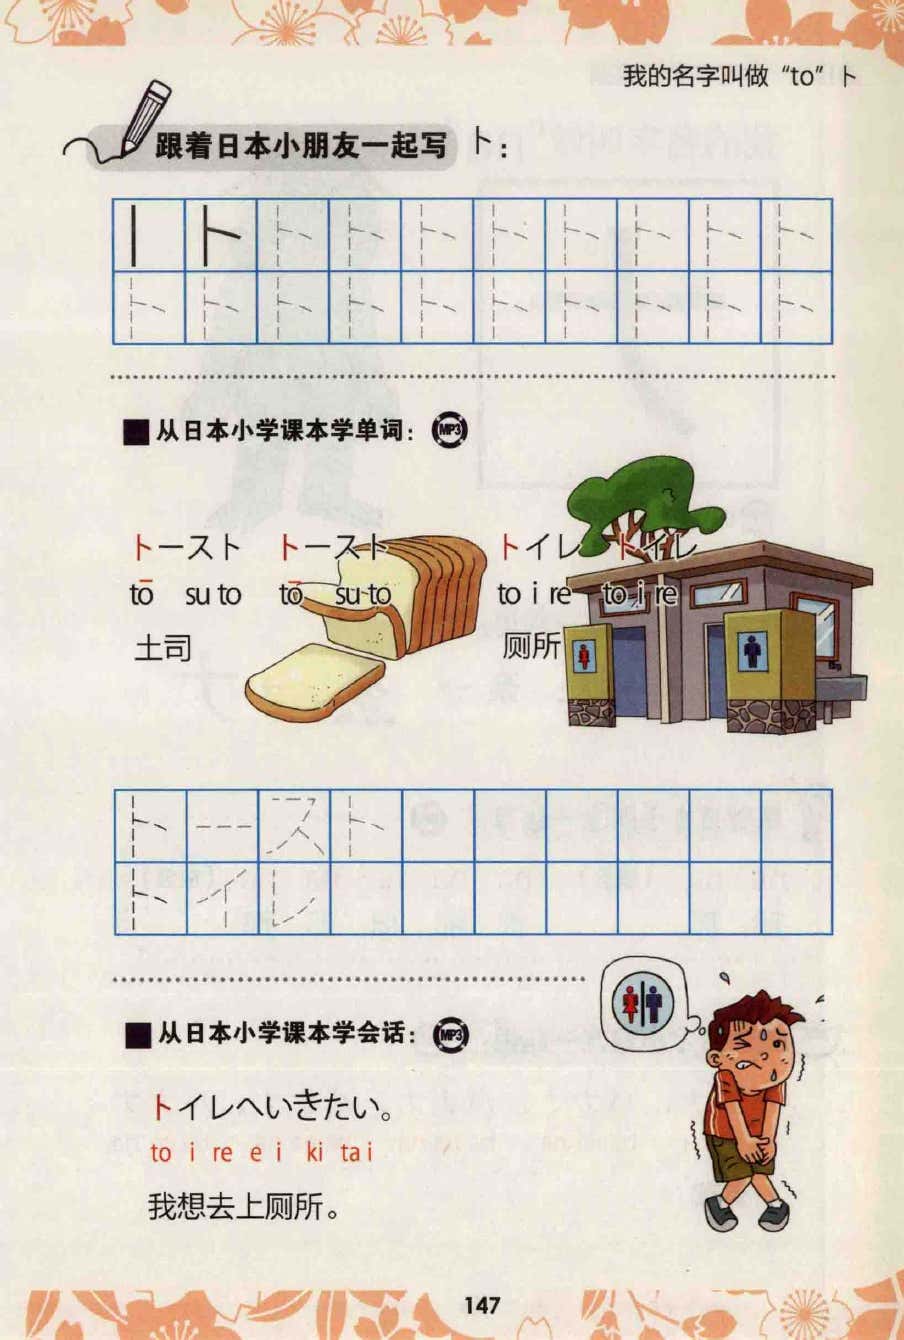 我的名字叫做“to”ト
跟着日本小朋友一起写 ト：
ト ト ト ト ト ト ト ト ト
ト ト ト ト ト ト ト ト ト ト
从日本小学课本学单词： MP3
トースト トースト トイレ トイレ
tō su to tō su to to i re to i re
土司 厕所
トースト
トイレ
从日本小学课本学会话： MP3
トイレへいきたい。
to i re e i ki ta i
我想去上厕所。
147